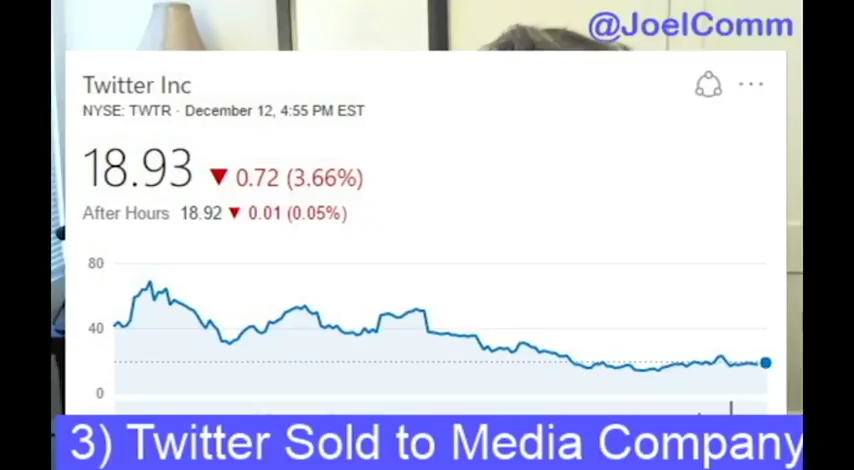 @JoelComm
Twitter Inc
NYSE: TWTR · December 12, 4:55 PM EST
18.93 ▼ 0.72 (3.66%)
After Hours 18.92 ▼ 0.01 (0.05%)
80
40
0
3) Twitter Sold to Media Company